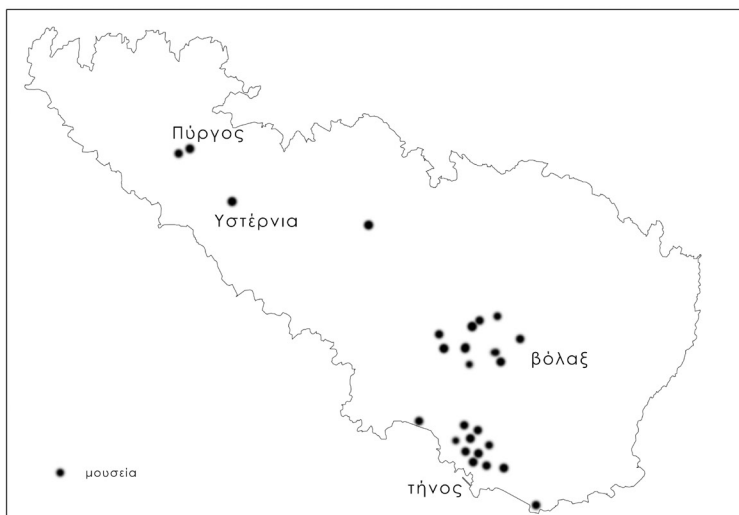 Πύργος
Υστέρνια
βόλαξ
τήνος
μουσεία